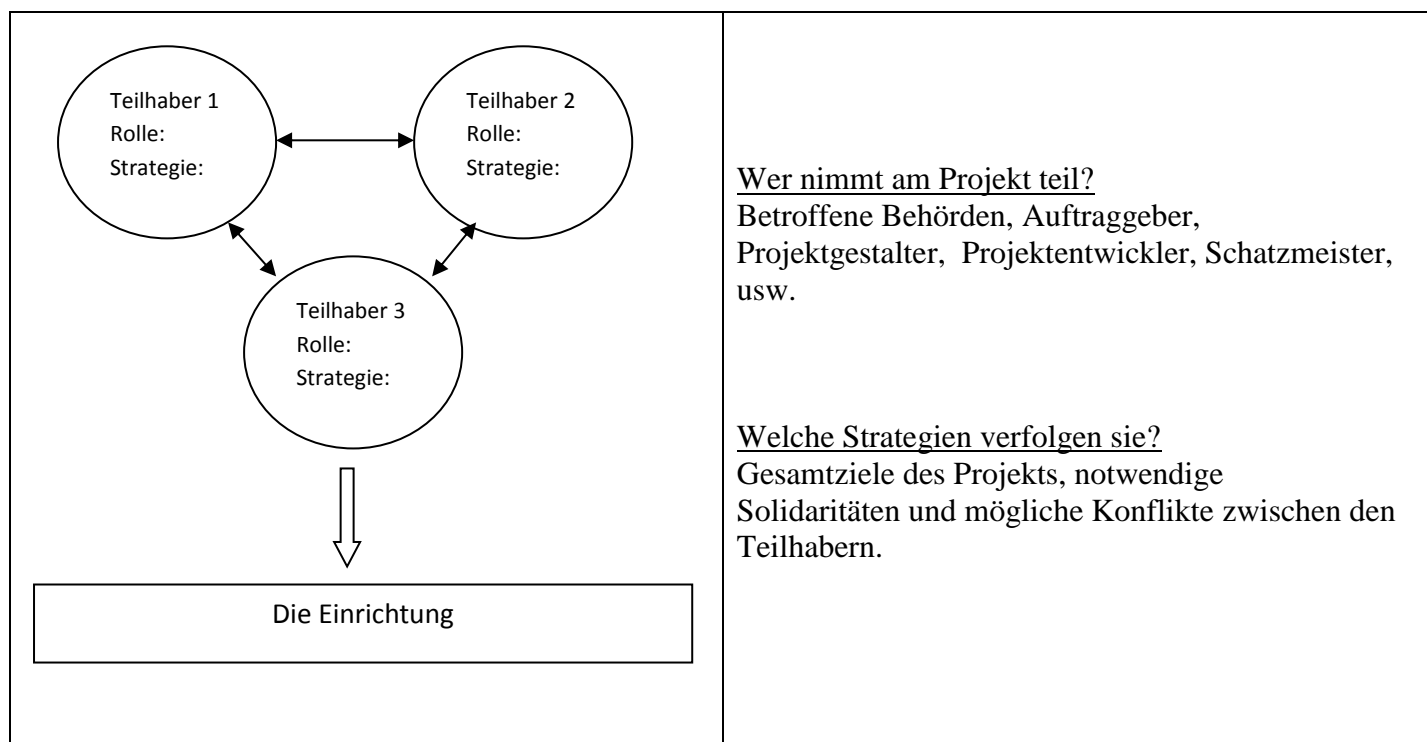 Teilhaber 1
Rolle:
Strategie:
Teilhaber 2
Rolle:
Strategie:
Teilhaber 3
Rolle:
Strategie:
Die Einrichtung
Wer nimmt am Projekt teil?
Betroffene Behörden, Auftraggeber,
Projektgestalter, Projektentwickler, Schatzmeister,
usw.
Welche Strategien verfolgen sie?
Gesamtziele des Projekts, notwendige
Solidaritäten und mögliche Konflikte zwischen den
Teilhabern.